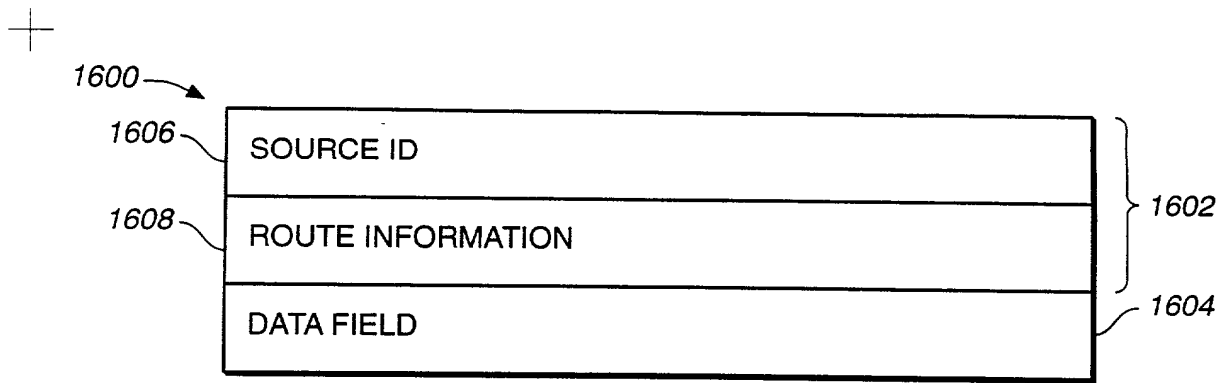 1600
1606
SOURCE ID
1602
1608
ROUTE INFORMATION
1604
DATA FIELD